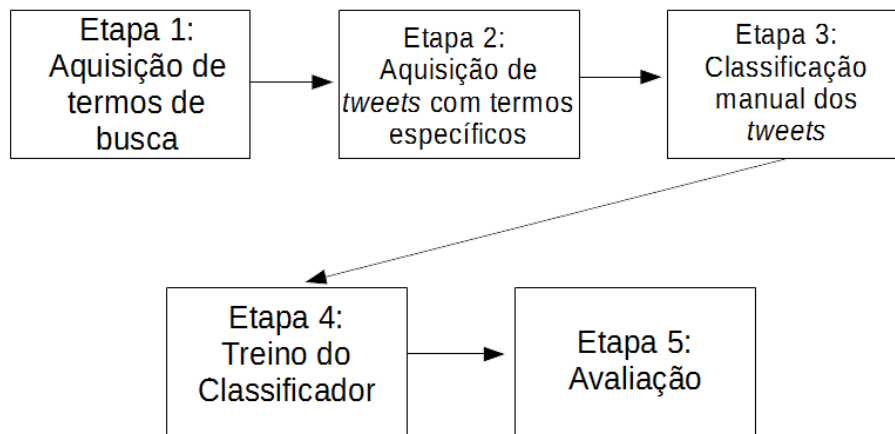 Etapa 1:
Aquisição de
termos de
busca
Etapa 2:
Aquisição de
tweets com termos
específicos
Etapa 3:
Classificação
manual dos
tweets
Etapa 4:
Treino do
Classificador
Etapa 5:
Avaliação